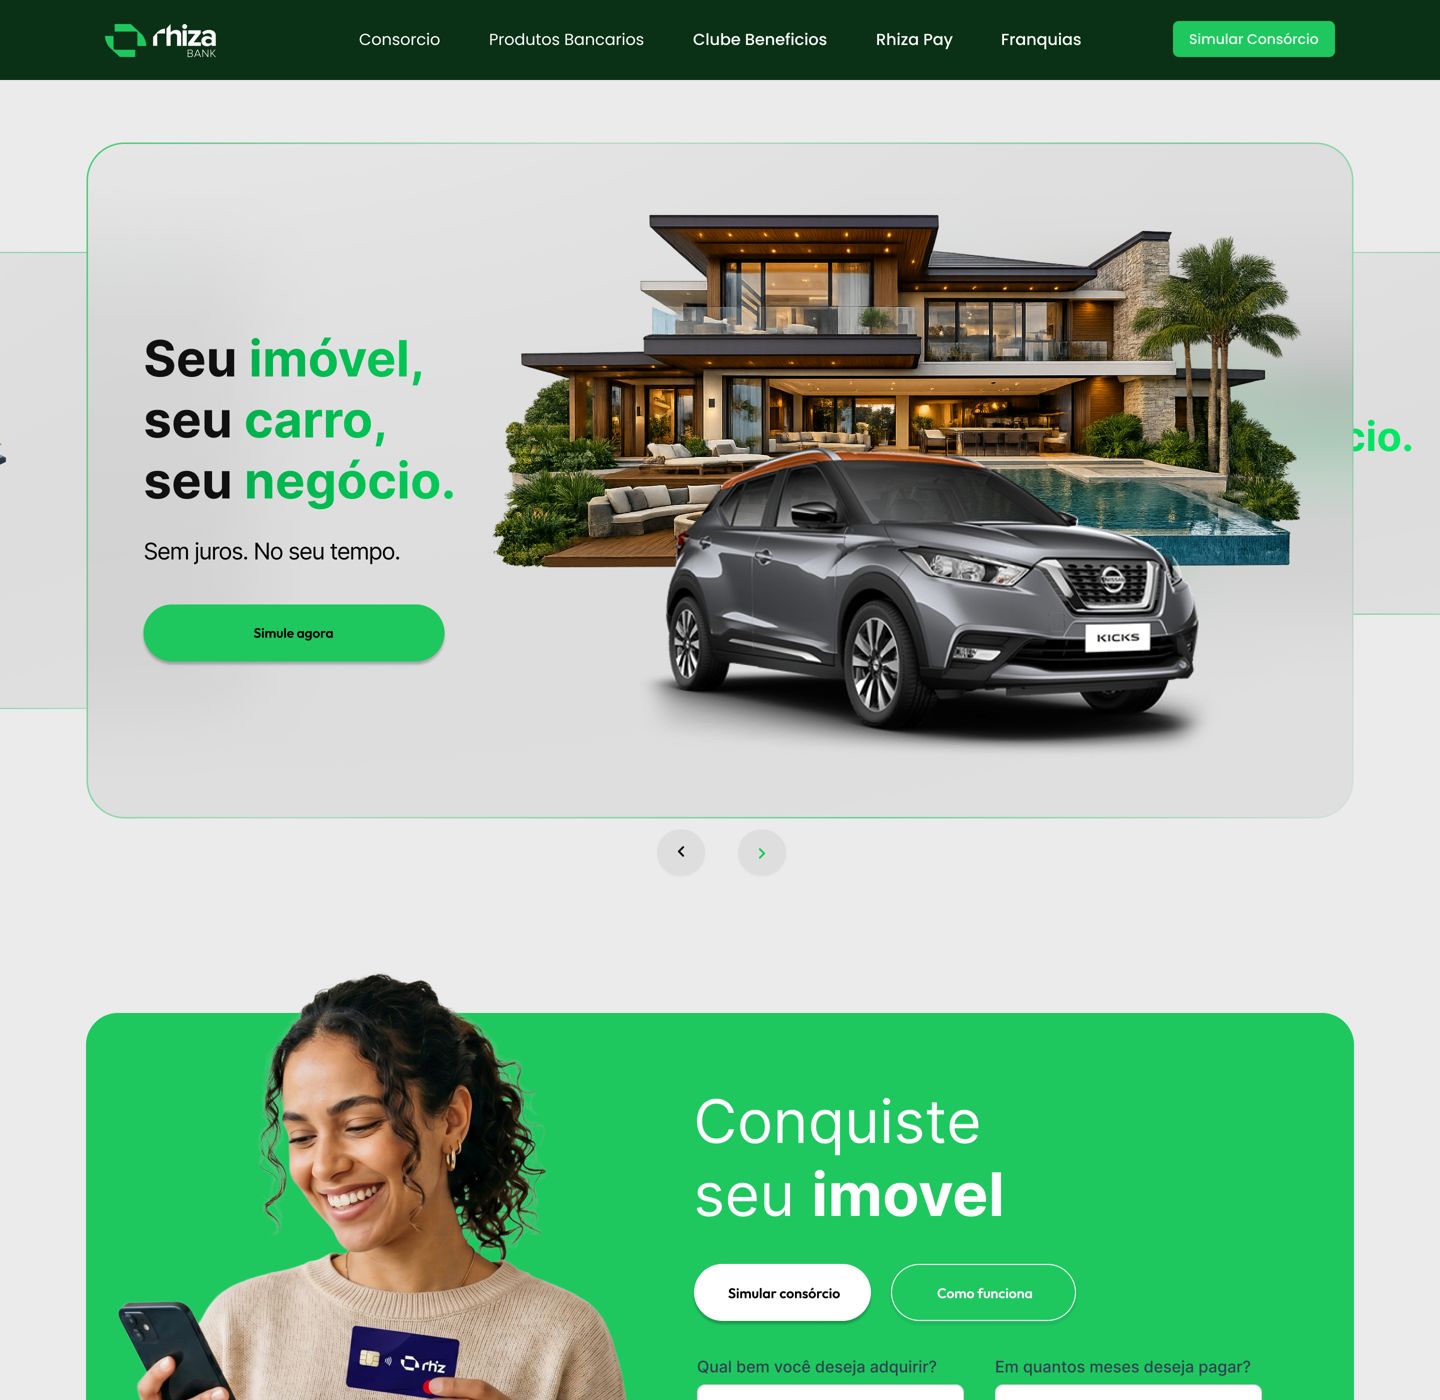 rhiza
BANK
Consorcio
Produtos Bancarios
Clube Beneficios
Rhiza Pay
Franquias
Simular Consórcio
Seu imóvel,
seu carro,
seu negócio.
cio.
Sem juros. No seu tempo.
Simule agora
NISSAN
KICKS
Conquiste
seu imovel
Simular consórcio
Como funciona
rhiz
Qual bem você deseja adquirir?
Em quantos meses deseja pagar?